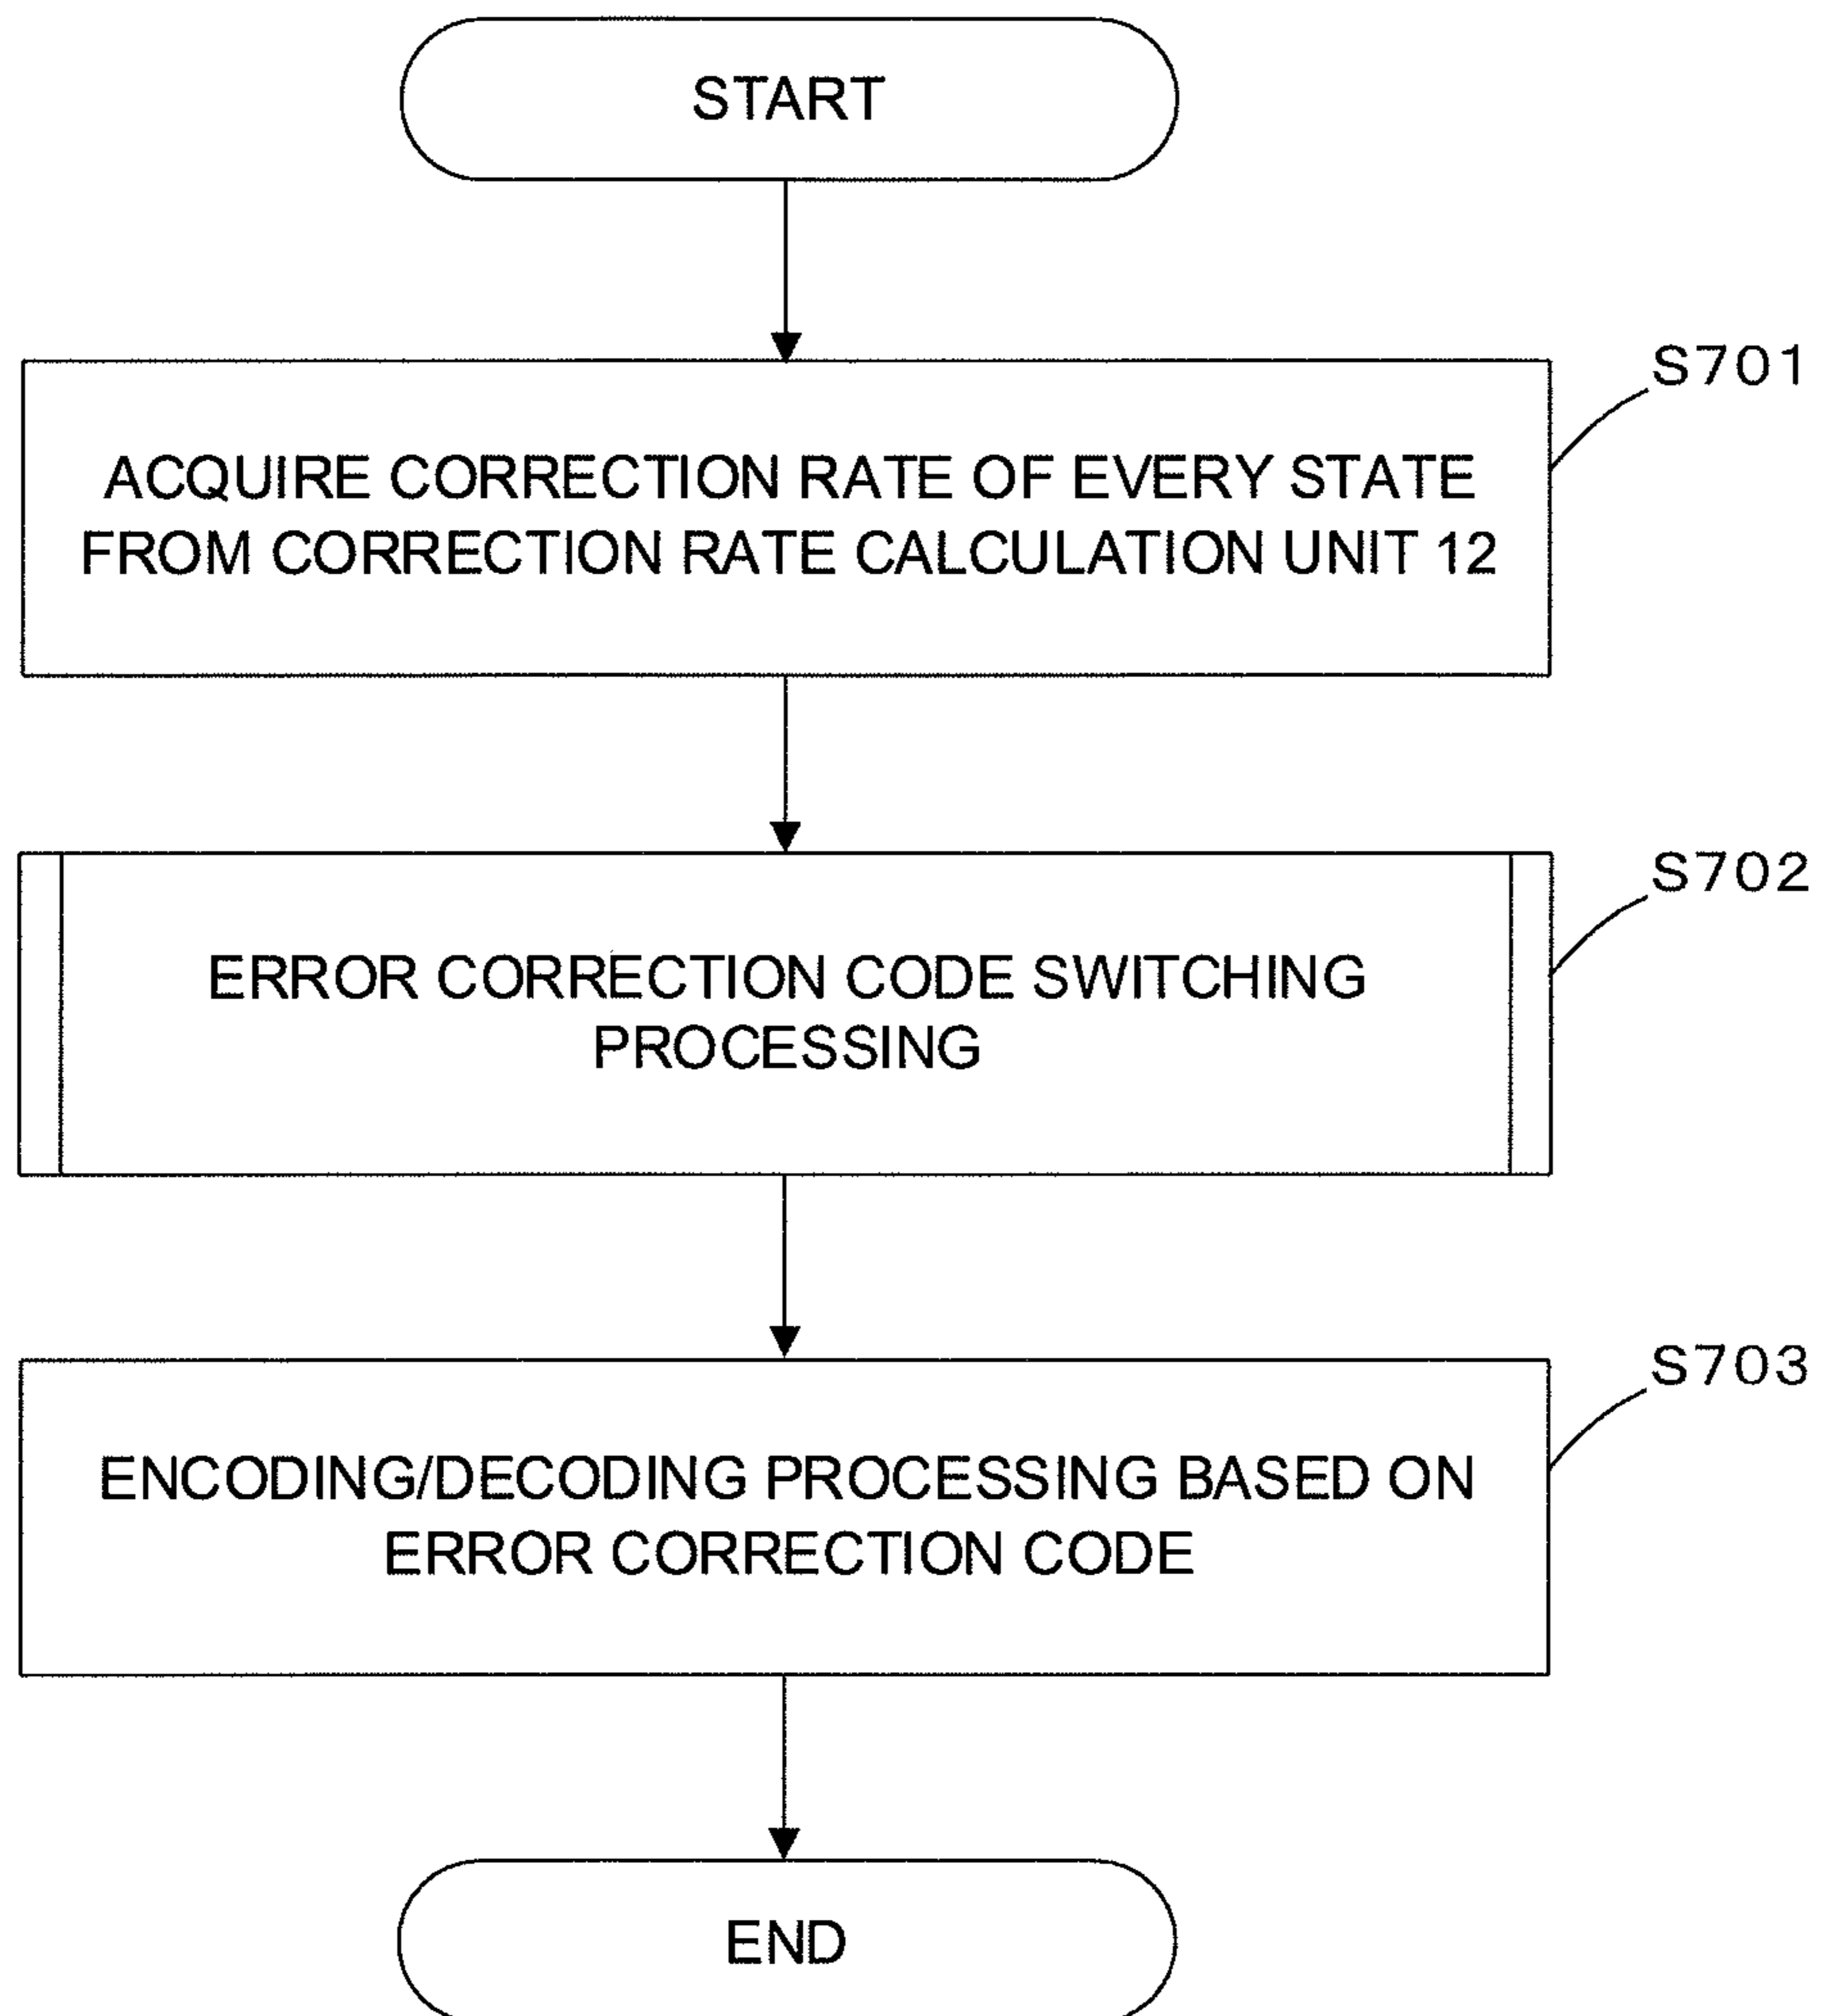 START
S701
ACQUIRE CORRECTION RATE OF EVERY STATE
FROM CORRECTION RATE CALCULATION UNIT 12
S702
ERROR CORRECTION CODE SWITCHING
PROCESSING
S703
ENCODING/DECODING PROCESSING BASED ON
ERROR CORRECTION CODE
END